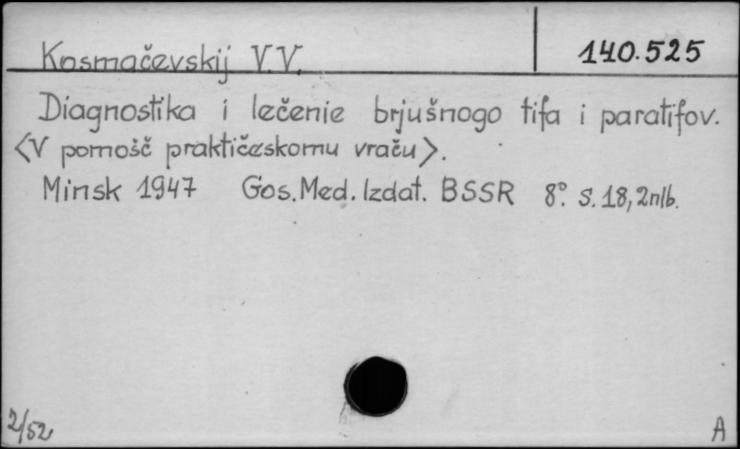 Kosmačevskij V.V.
140.525
Diagnostika i lečenie brjušnogo tifa i paratifov.
<V pomošč praktičeskomu vraču>.
Minsk 1947 Gos.Med.Izdat. BSSR 8° S.18,2nlb.
2/52
A